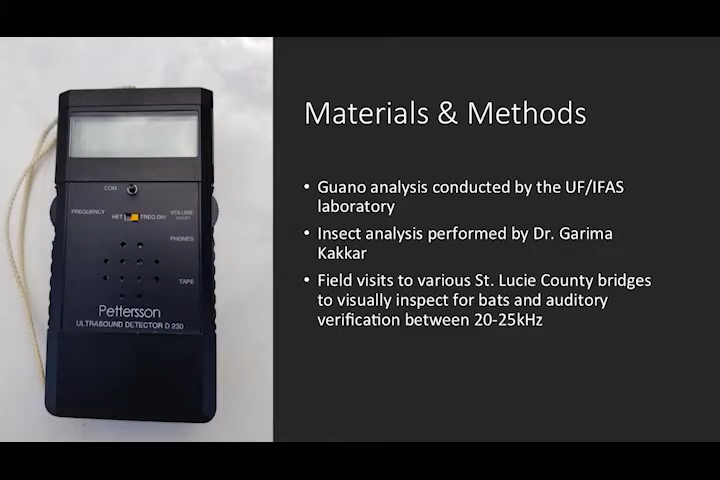 COM
FREQUENCY
HET
FREQ DIV
VOLUME
PHONES
TAPE
Pettersson
ULTRASOUND DETECTOR D 230
Materials & Methods
• Guano analysis conducted by the UF/IFAS
laboratory
• Insect analysis performed by Dr. Garima
Kakkar
• Field visits to various St. Lucie County bridges
to visually inspect for bats and auditory
verification between 20-25kHz